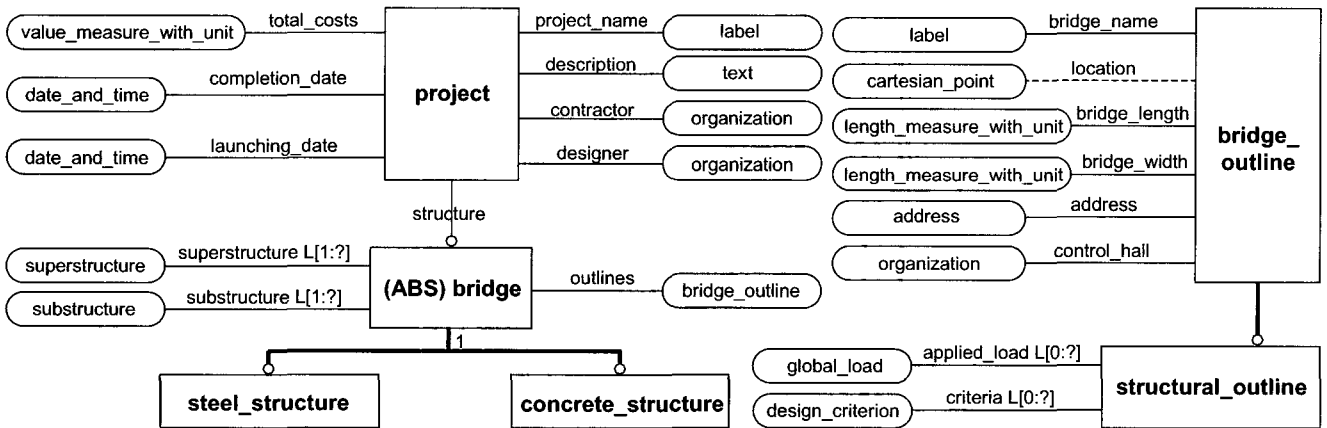 value_measure_with_unit
total_costs
date_and_time
completion_date
date_and_time
launching_date
project
project_name
label
description
text
contractor
organization
designer
organization
structure
superstructure
superstructure L[1:?]
substructure
substructure L[1:?]
(ABS) bridge
outlines
bridge_outline
1
steel_structure
concrete_structure
label
bridge_name
cartesian_point
location
length_measure_with_unit
bridge_length
length_measure_with_unit
bridge_width
address
address
organization
control_hall
bridge_
outline
global_load
applied_load L[0:?]
design_criterion
criteria L[0:?]
structural_outline